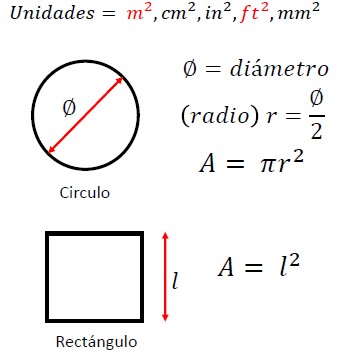 Unidades = m², cm², in², ft², mm²
∅ = diámetro
∅
(radio) r = ∅/2
A = πr²
Circulo
l
A = l²
Rectángulo